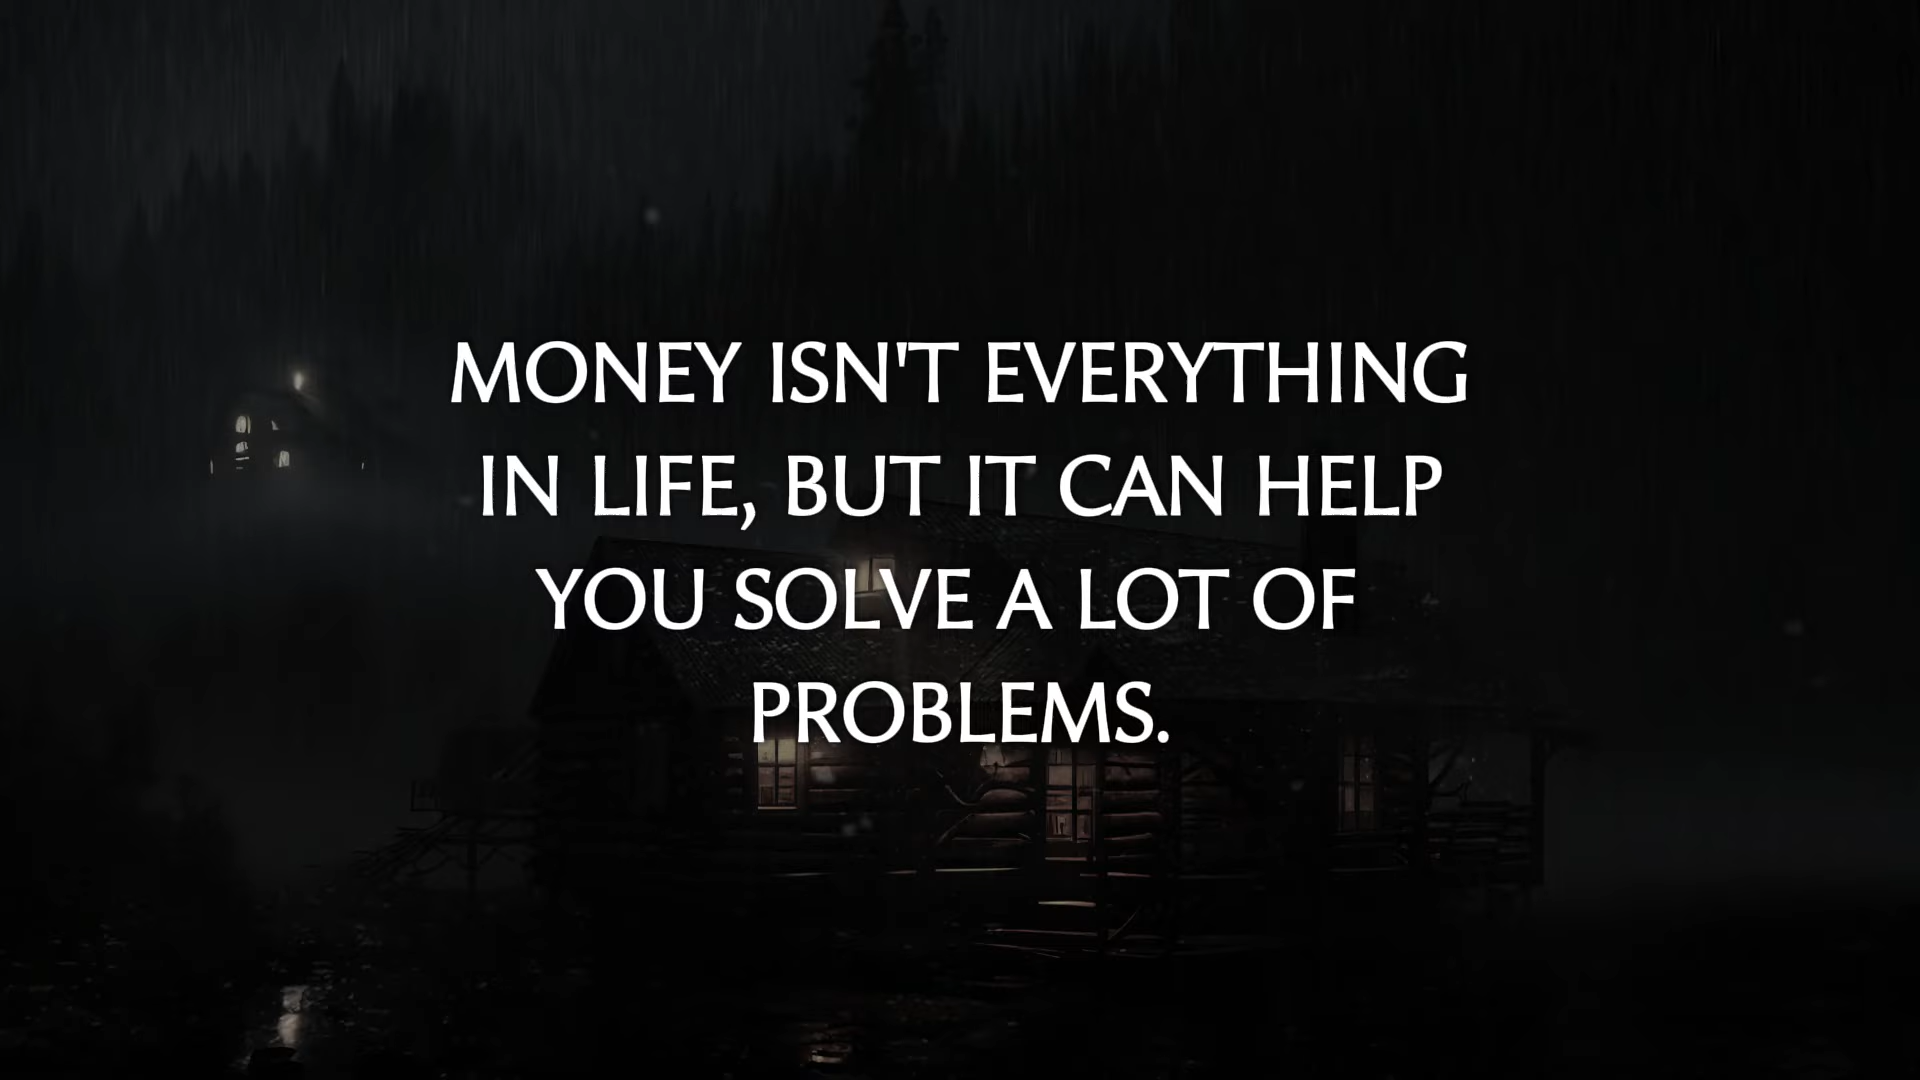 MONEY ISN'T EVERYTHING
IN LIFE, BUT IT CAN HELP
YOU SOLVE A LOT OF
PROBLEMS.